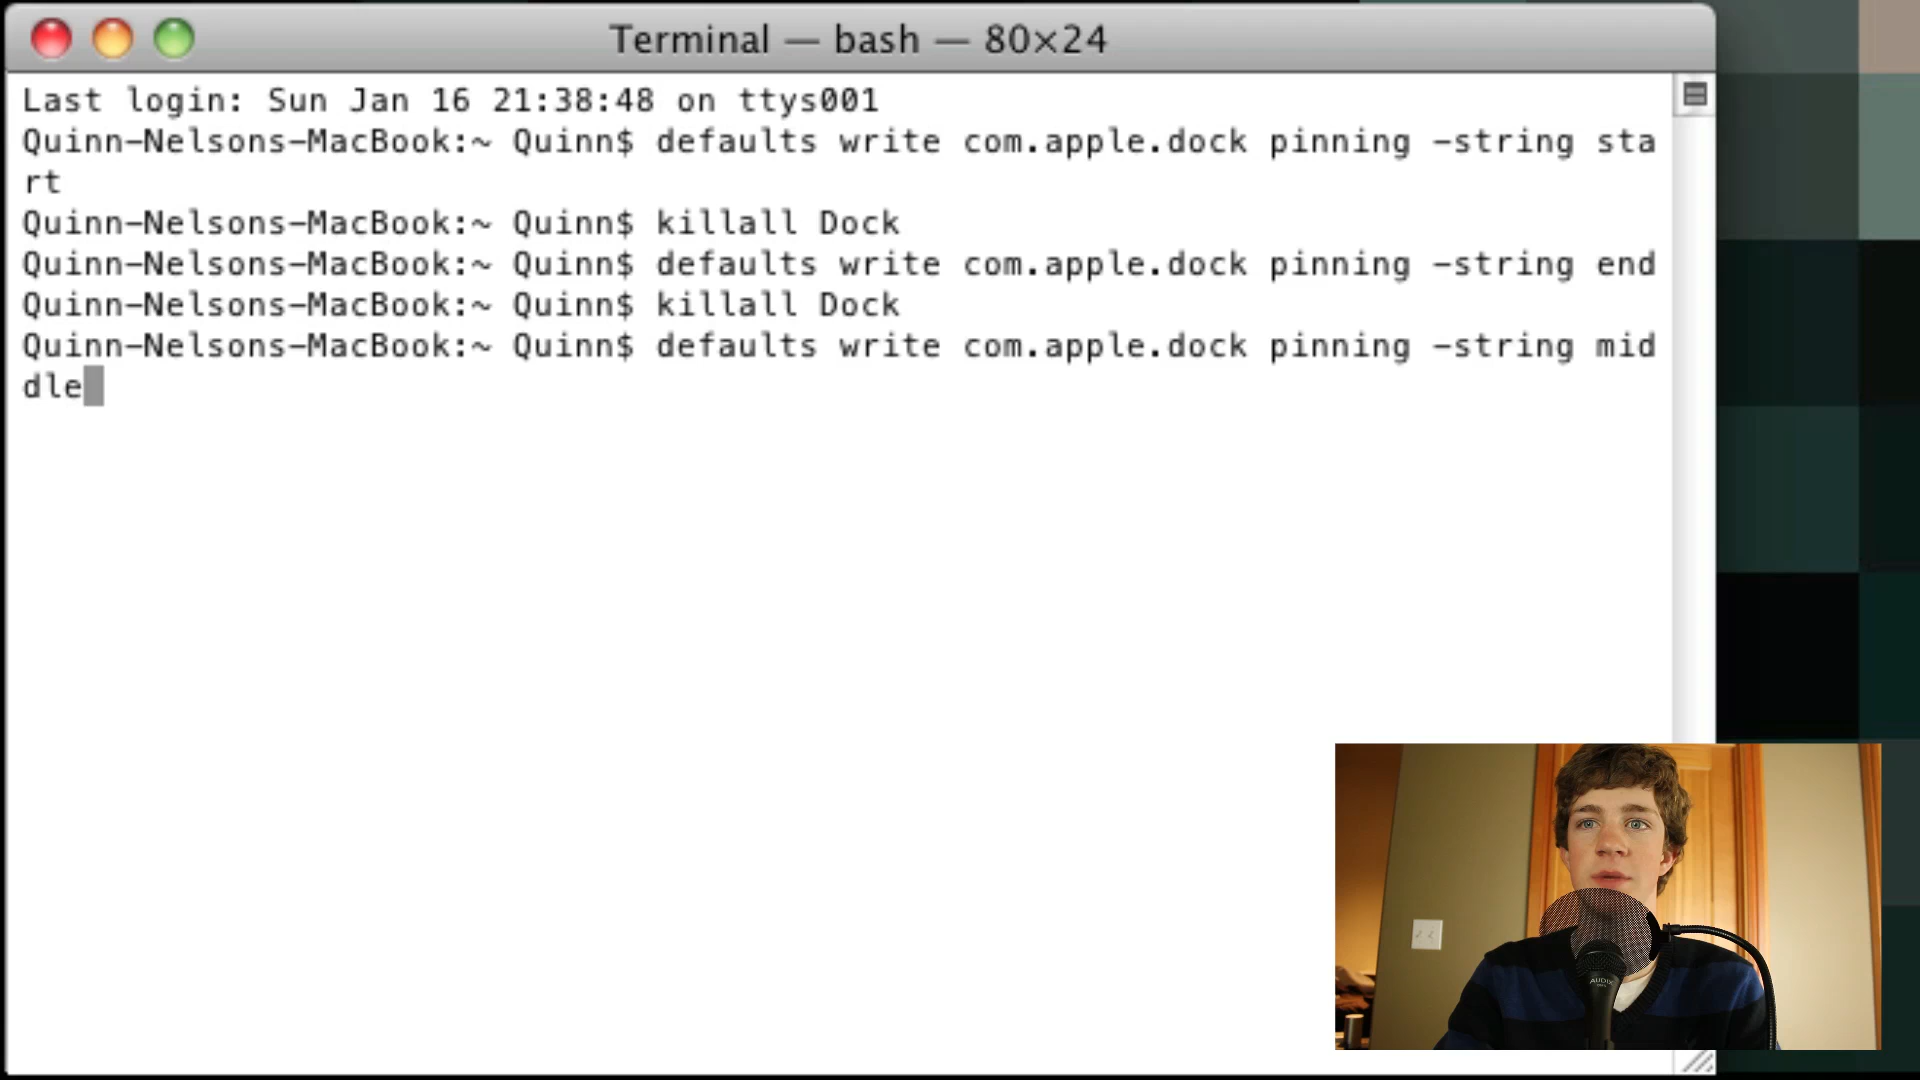 Terminal — bash — 80×24
Last login: Sun Jan 16 21:38:48 on ttys001
Quinn-Nelsons-MacBook:~ Quinn$ defaults write com.apple.dock pinning -string sta
rt
Quinn-Nelsons-MacBook:~ Quinn$ killall Dock
Quinn-Nelsons-MacBook:~ Quinn$ defaults write com.apple.dock pinning -string end
Quinn-Nelsons-MacBook:~ Quinn$ killall Dock
Quinn-Nelsons-MacBook:~ Quinn$ defaults write com.apple.dock pinning -string mid
dle
AUDIX